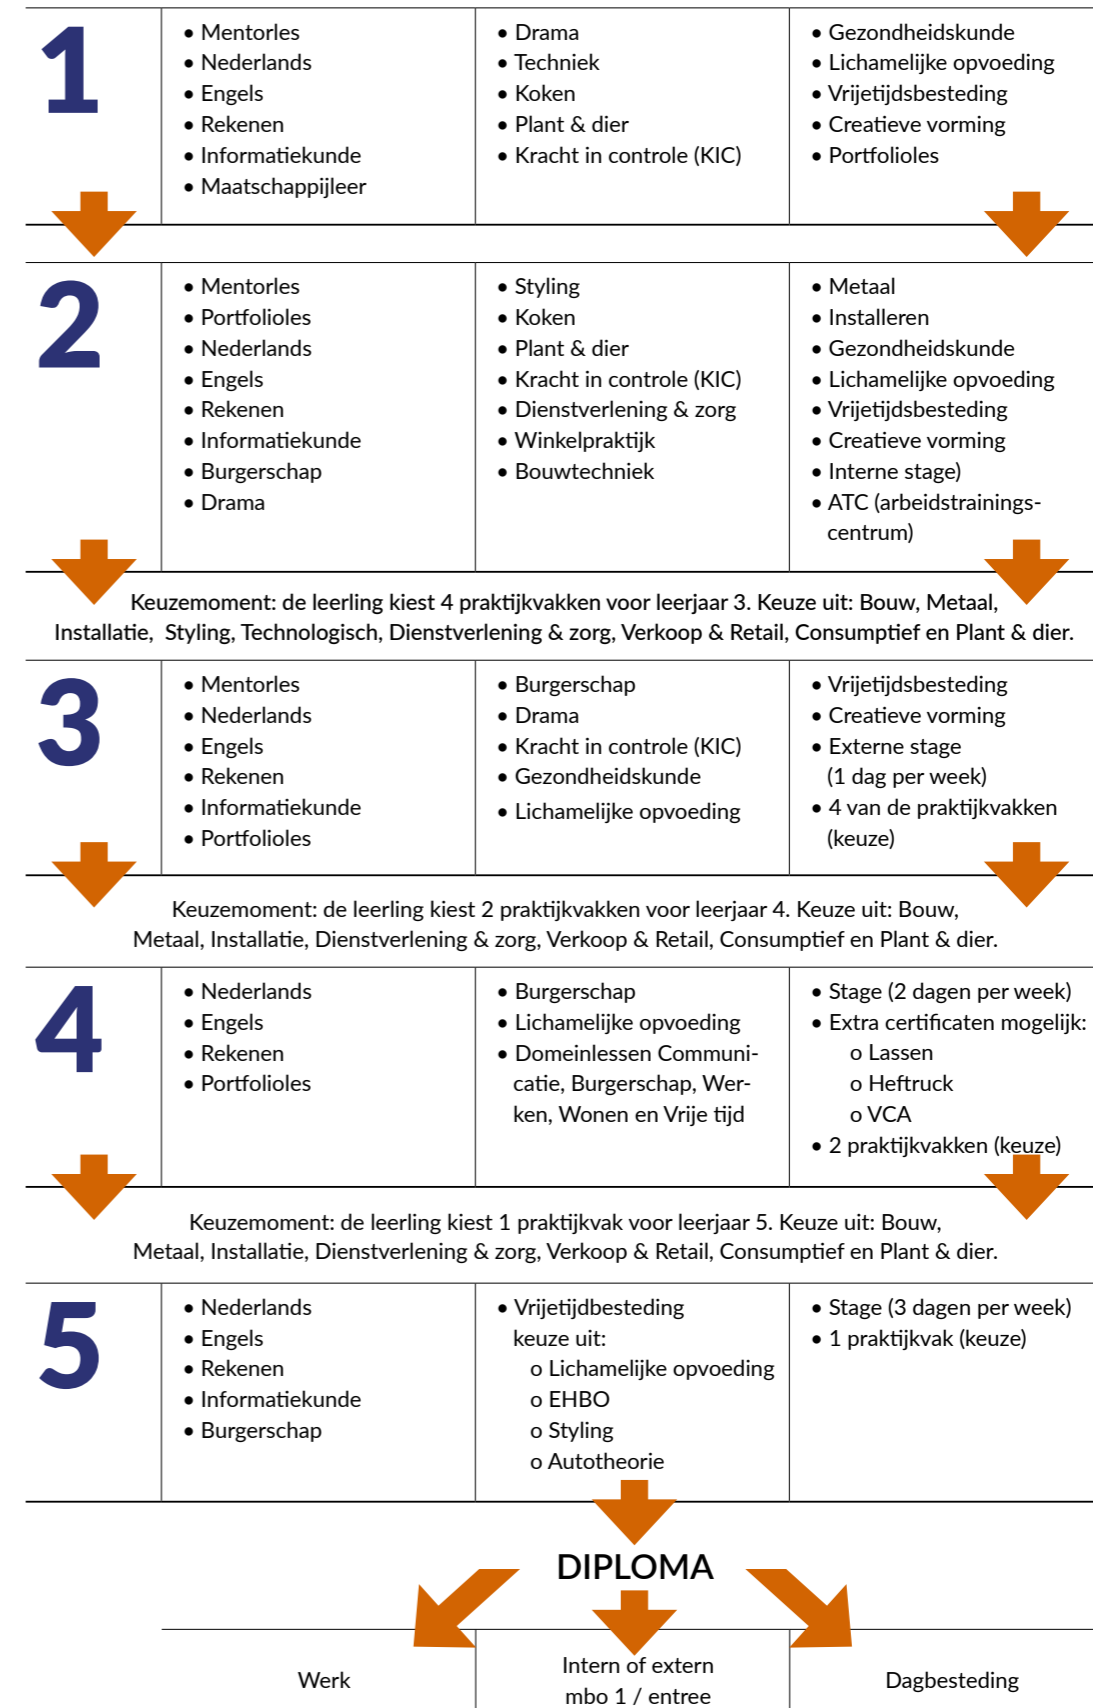 1
• Mentorles
• Nederlands
• Engels
• Rekenen
• Informatiekunde
• Maatschappijleer
• Drama
• Techniek
• Koken
• Plant & dier
• Kracht in controle (KIC)
• Gezondheidskunde
• Lichamelijke opvoeding
• Vrijetijdsbesteding
• Creatieve vorming
• Portfolioles
2
• Mentorles
• Portfolioles
• Nederlands
• Engels
• Rekenen
• Informatiekunde
• Burgerschap
• Drama
• Styling
• Koken
• Plant & dier
• Kracht in controle (KIC)
• Dienstverlening & zorg
• Winkelpraktijk
• Bouwtechniek
• Metaal
• Installeren
• Gezondheidskunde
• Lichamelijke opvoeding
• Vrijetijdsbesteding
• Creatieve vorming
• Interne stage)
• ATC (arbeidstrainings-
centrum)
Keuzemoment: de leerling kiest 4 praktijkvakken voor leerjaar 3. Keuze uit: Bouw, Metaal,
Installatie, Styling, Technologisch, Dienstverlening & zorg, Verkoop & Retail, Consumptief en Plant & dier.
3
• Mentorles
• Nederlands
• Engels
• Rekenen
• Informatiekunde
• Portfolioles
• Burgerschap
• Drama
• Kracht in controle (KIC)
• Gezondheidskunde
• Lichamelijke opvoeding
• Vrijetijdsbesteding
• Creatieve vorming
• Externe stage
(1 dag per week)
• 4 van de praktijkvakken
(keuze)
Keuzemoment: de leerling kiest 2 praktijkvakken voor leerjaar 4. Keuze uit: Bouw,
Metaal, Installatie, Dienstverlening & zorg, Verkoop & Retail, Consumptief en Plant & dier.
4
• Nederlands
• Engels
• Rekenen
• Portfolioles
• Burgerschap
• Lichamelijke opvoeding
• Domeinlessen Communi-
catie, Burgerschap, Wer-
ken, Wonen en Vrije tijd
• Stage (2 dagen per week)
• Extra certificaten mogelijk:
o Lassen
o Heftruck
o VCA
• 2 praktijkvakken (keuze)
Keuzemoment: de leerling kiest 1 praktijkvak voor leerjaar 5. Keuze uit: Bouw,
Metaal, Installatie, Dienstverlening & zorg, Verkoop & Retail, Consumptief en Plant & dier.
5
• Nederlands
• Engels
• Rekenen
• Informatiekunde
• Burgerschap
• Vrijetijdbesteding
keuze uit:
o Lichamelijke opvoeding
o EHBO
o Styling
o Autotheorie
• Stage (3 dagen per week)
• 1 praktijkvak (keuze)
DIPLOMA
Werk
Intern of extern
mbo 1 / entree
Dagbesteding